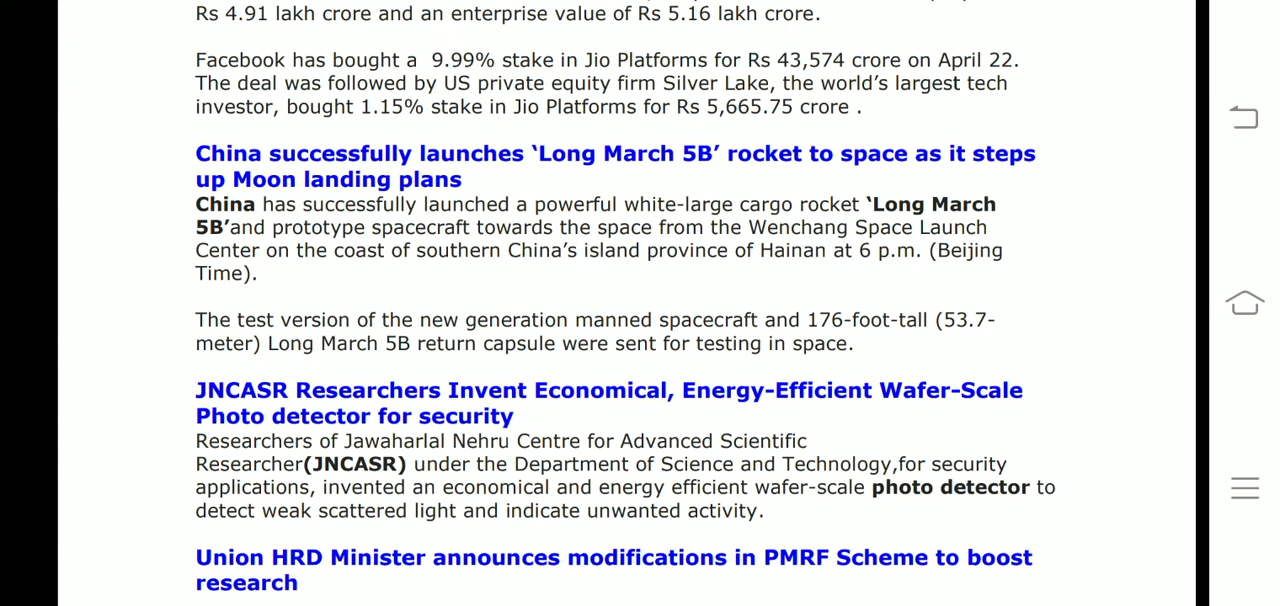 Rs 4.91 lakh crore and an enterprise value of Rs 5.16 lakh crore.
Facebook has bought a  9.99% stake in Jio Platforms for Rs 43,574 crore on April 22.
The deal was followed by US private equity firm Silver Lake, the world’s largest tech
investor, bought 1.15% stake in Jio Platforms for Rs 5,665.75 crore .
China successfully launches ‘Long March 5B’ rocket to space as it steps
up Moon landing plans
China has successfully launched a powerful white-large cargo rocket ‘Long March
5B’and prototype spacecraft towards the space from the Wenchang Space Launch
Center on the coast of southern China’s island province of Hainan at 6 p.m. (Beijing
Time).
The test version of the new generation manned spacecraft and 176-foot-tall (53.7-
meter) Long March 5B return capsule were sent for testing in space.
JNCASR Researchers Invent Economical, Energy-Efficient Wafer-Scale
Photo detector for security
Researchers of Jawaharlal Nehru Centre for Advanced Scientific
Researcher(JNCASR) under the Department of Science and Technology,for security
applications, invented an economical and energy efficient wafer-scale photo detector to
detect weak scattered light and indicate unwanted activity.
Union HRD Minister announces modifications in PMRF Scheme to boost
research